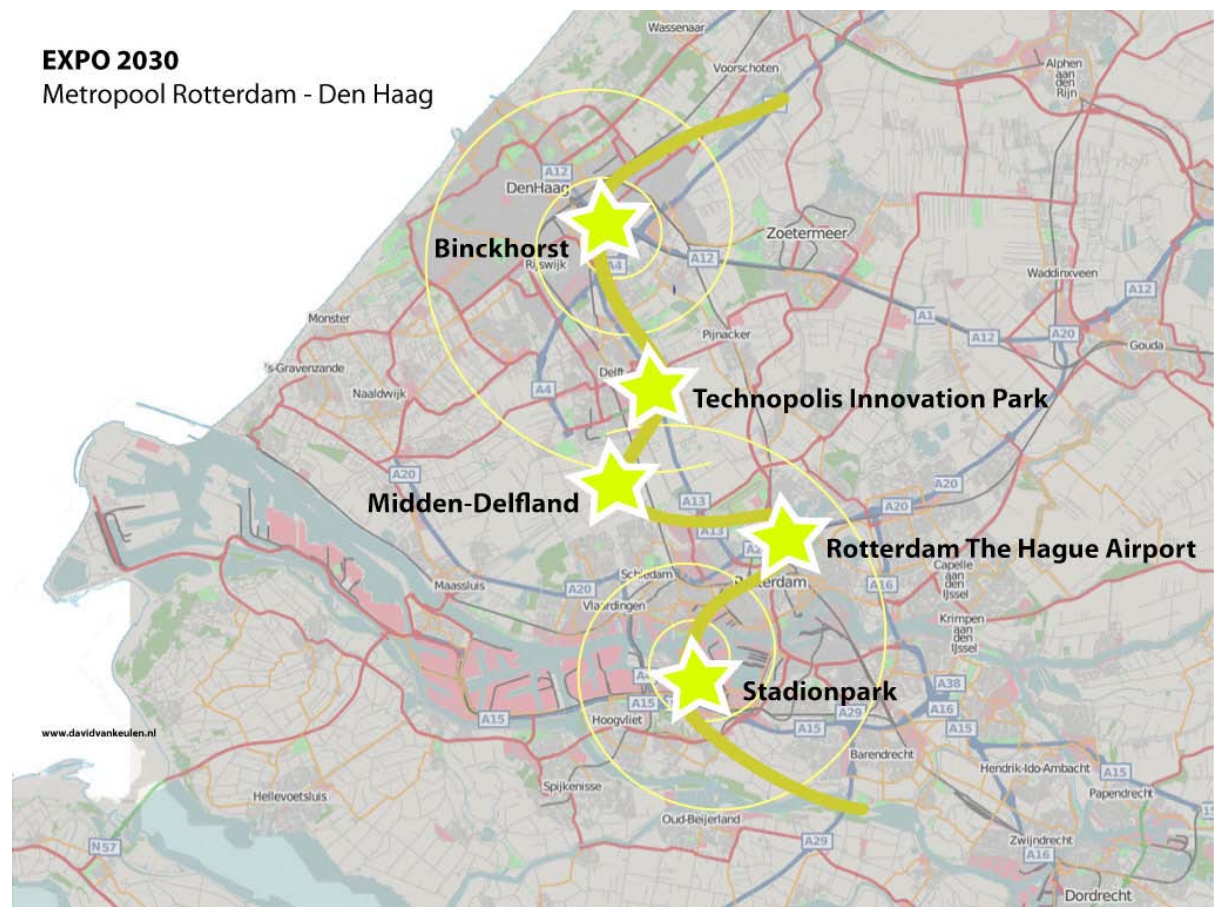 EXPO 2030
Metropool Rotterdam - Den Haag
Wassenaar
Voorschoten
Alphen
aan
den
Rijn
A4
A12
DenHaag
Binckhorst
Rijswijk
A4
A12
Zoetermeer
Waddinxveen
A12
Monster
Pijnacker
A1
A12
A20
Gouda
's-Gravenzande
Naaldwijk
A4
Delft
Technopolis Innovation Park
A20
Midden-Delfland
A13
A13
A20
A20
Rotterdam The Hague Airport
Maassluis
A20
Schiedam
Vlaardingen
Rotterdam
A16
Capelle
aan
den
IJssel
Krimpen
aan
den
IJssel
Stadionpark
A15
Hoogvliet
A15
A15
A29
A38
A16
A15
Barendrecht
Hendrik-Ido-Ambacht
A15
Papendrecht
www.davidvankeulen.nl
Spijkenisse
Hellevoetsluis
Oud-Beijerland
N57
A29
Zwijndrecht
A16
Dordrecht